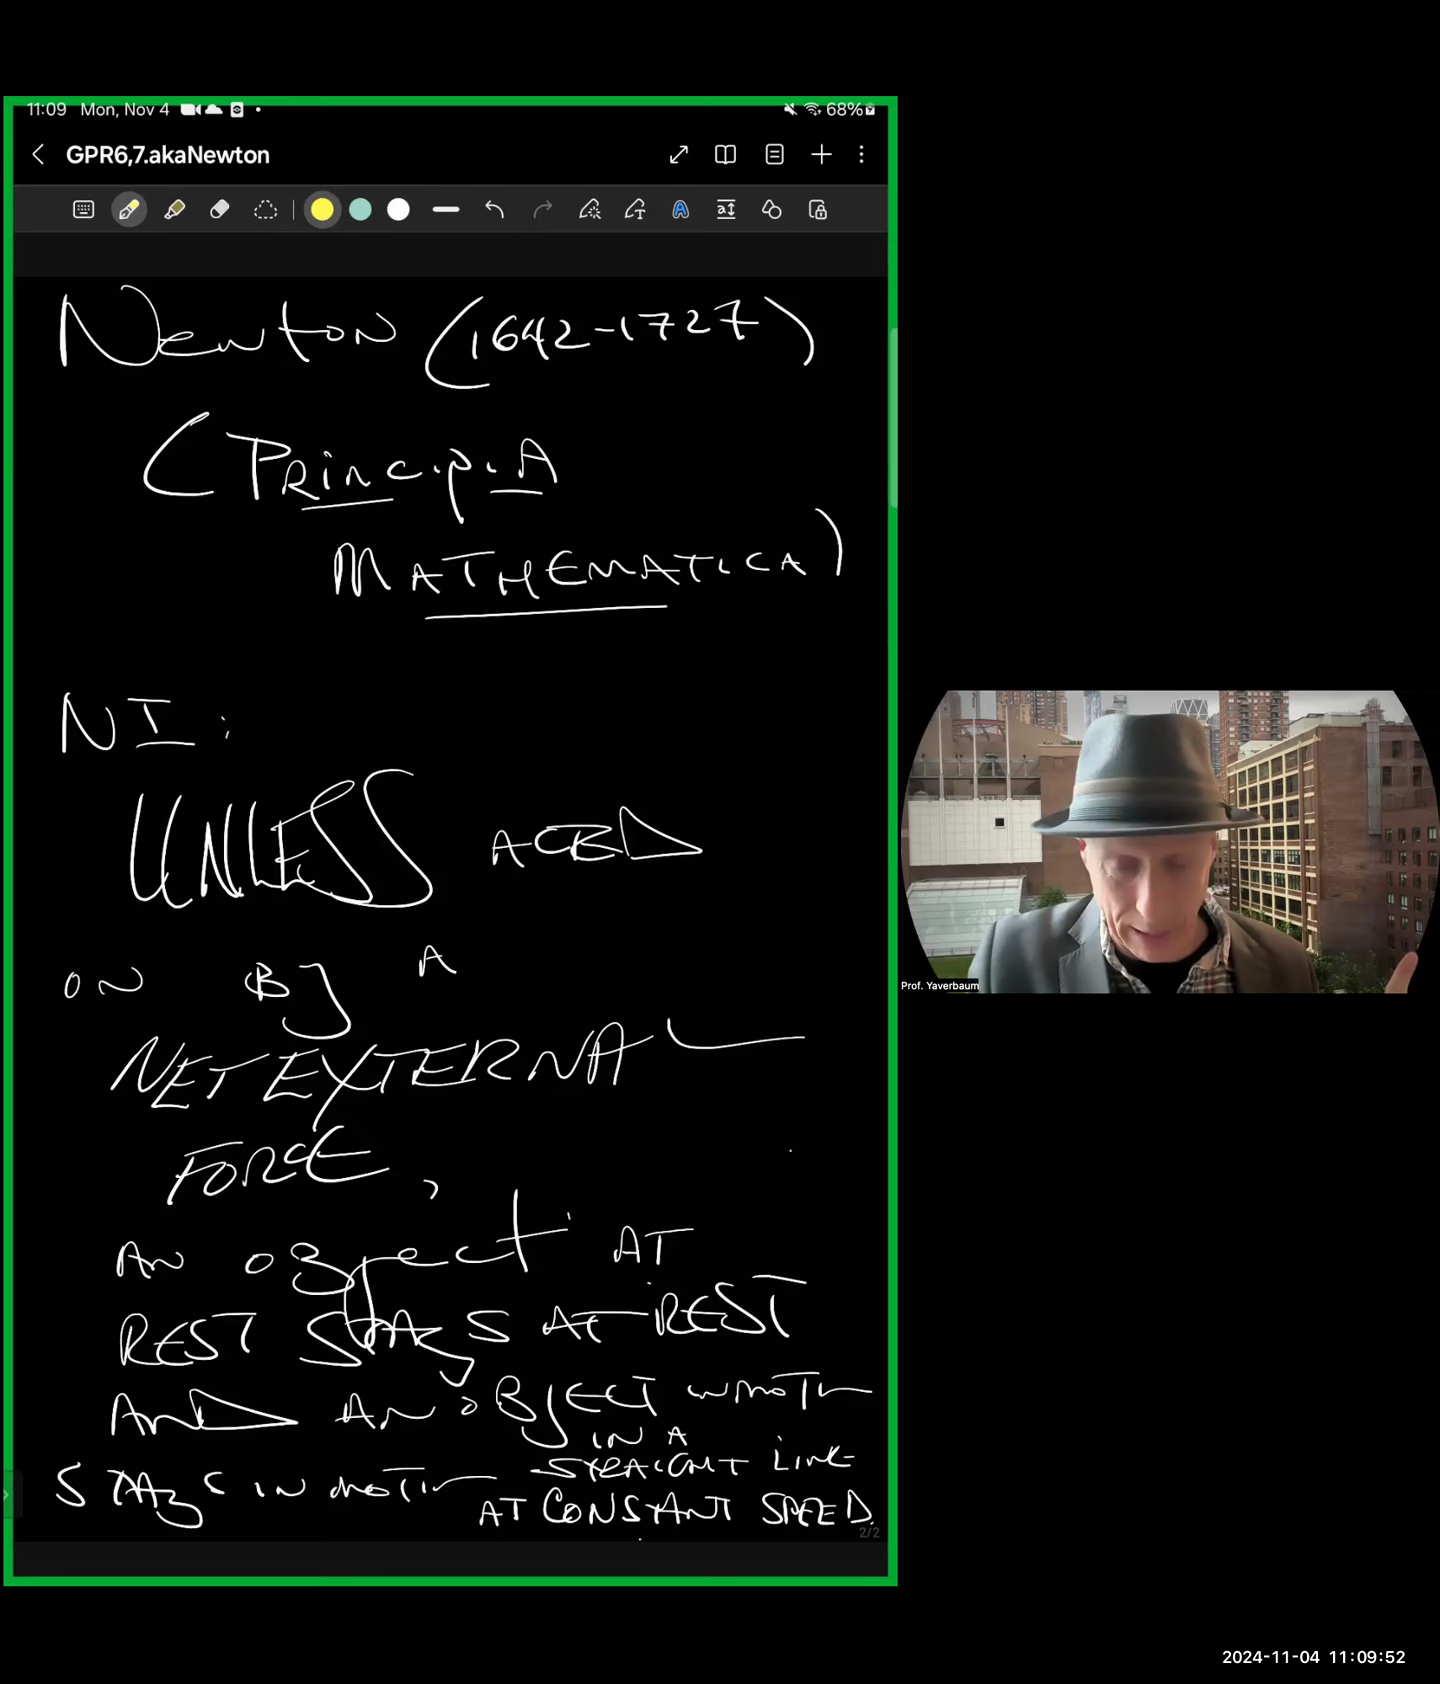 11:09 Mon, Nov 4 68%
GPR6,7.akaNewton
Newton (1642-1727)
(PRINCIPIA
MATHEMATICA)
NI:
UNLESS ACTED
ON By A
NET EXTERNAL
FORCE,
AN object AT
REST STAYS AT REST
AND AN OBJECT IN MOTION
STAYS IN MOTION IN A
STRAIGHT LINE
AT CONSTANT SPEED.
2/2
Prof. Yaverbaum
2024-11-04 11:09:52